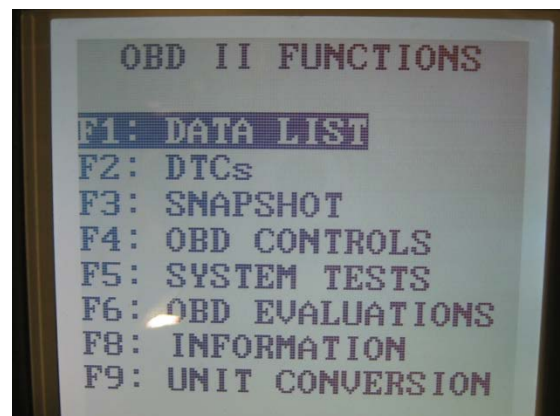 OBD II FUNCTIONS
F1: DATA LIST
F2: DTCs
F3: SNAPSHOT
F4: OBD CONTROLS
F5: SYSTEM TESTS
F6: OBD EVALUATIONS
F8: INFORMATION
F9: UNIT CONVERSION